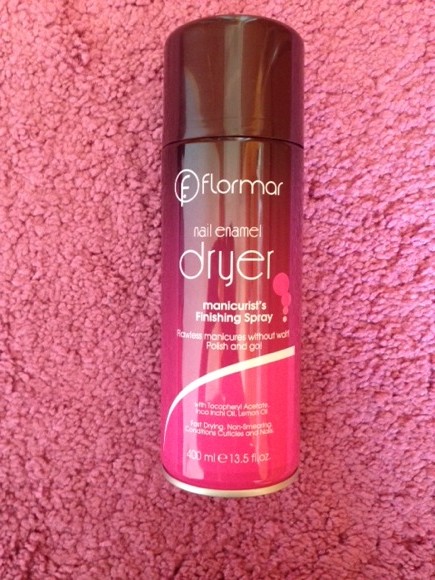 flormar
nail enamel
dryer
manicurist's
Finishing Spray
Flawless manicures without wait!
Polish and go!
with Tocopheryl Acetate,
Inca Inchi Oil, Lemon Oil
Fast Drying. Non-Smearing.
Conditions Cuticles and Nails.
400 ml ℮ 13.5 fl.oz.